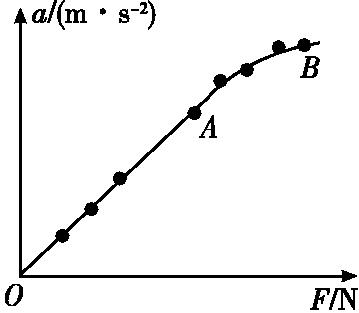 a/(m · s⁻²)
B
A
O
F/N